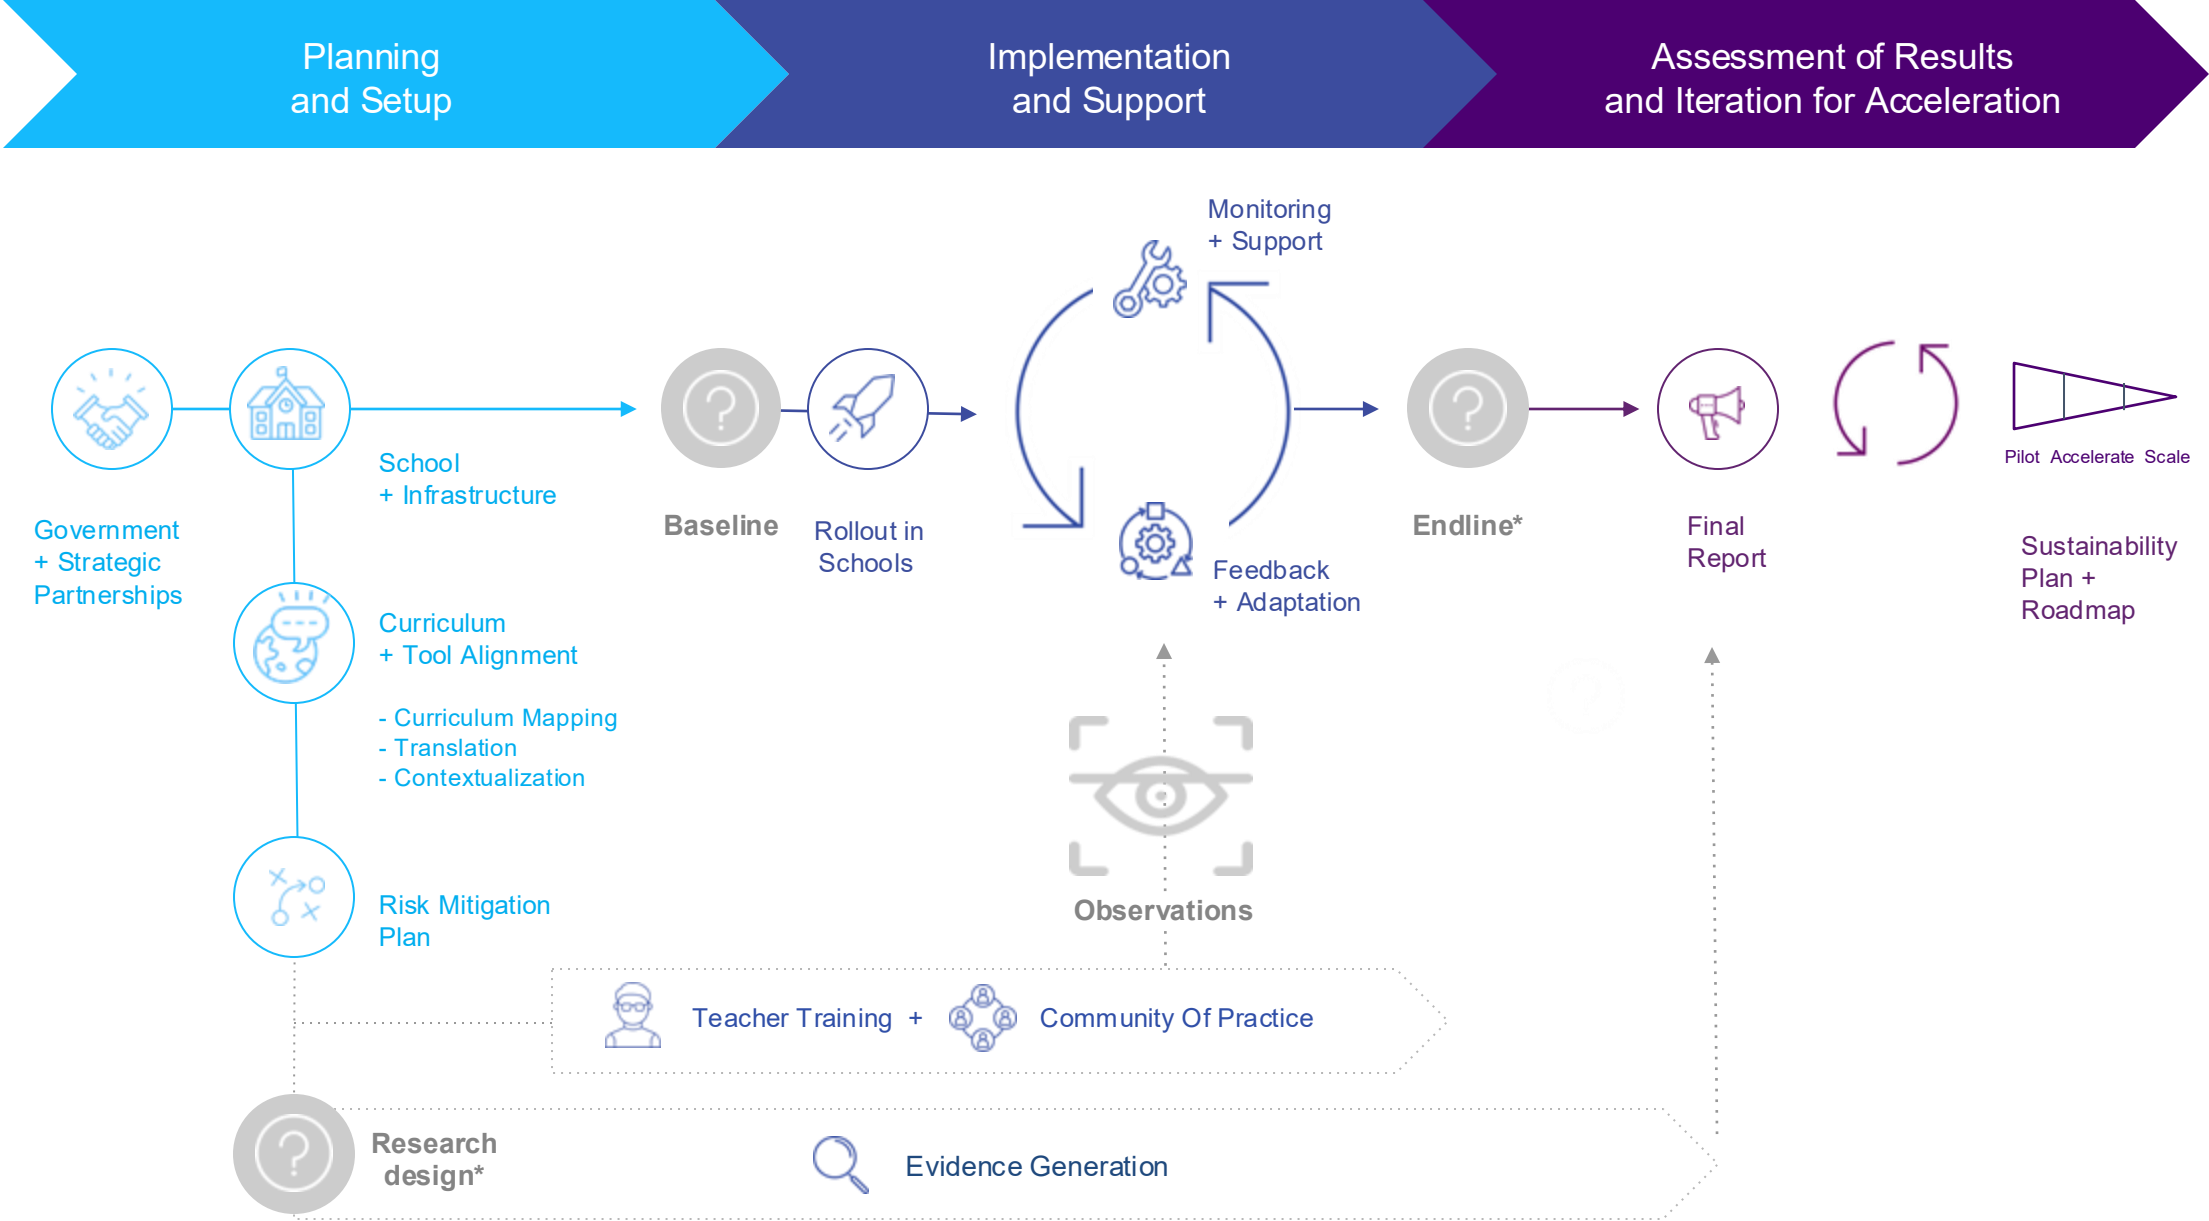 Planning
and Setup
Implementation
and Support
Assessment of Results
and Iteration for Acceleration
Government
+ Strategic
Partnerships
School
+ Infrastructure
Curriculum
+ Tool Alignment
- Curriculum Mapping
- Translation
- Contextualization
Risk Mitigation
Plan
Baseline
Rollout in
Schools
Monitoring
+ Support
Feedback
+ Adaptation
Endline*
Final
Report
Pilot Accelerate Scale
Sustainability
Plan +
Roadmap
Observations
Teacher Training +
Community Of Practice
Research
design*
Evidence Generation